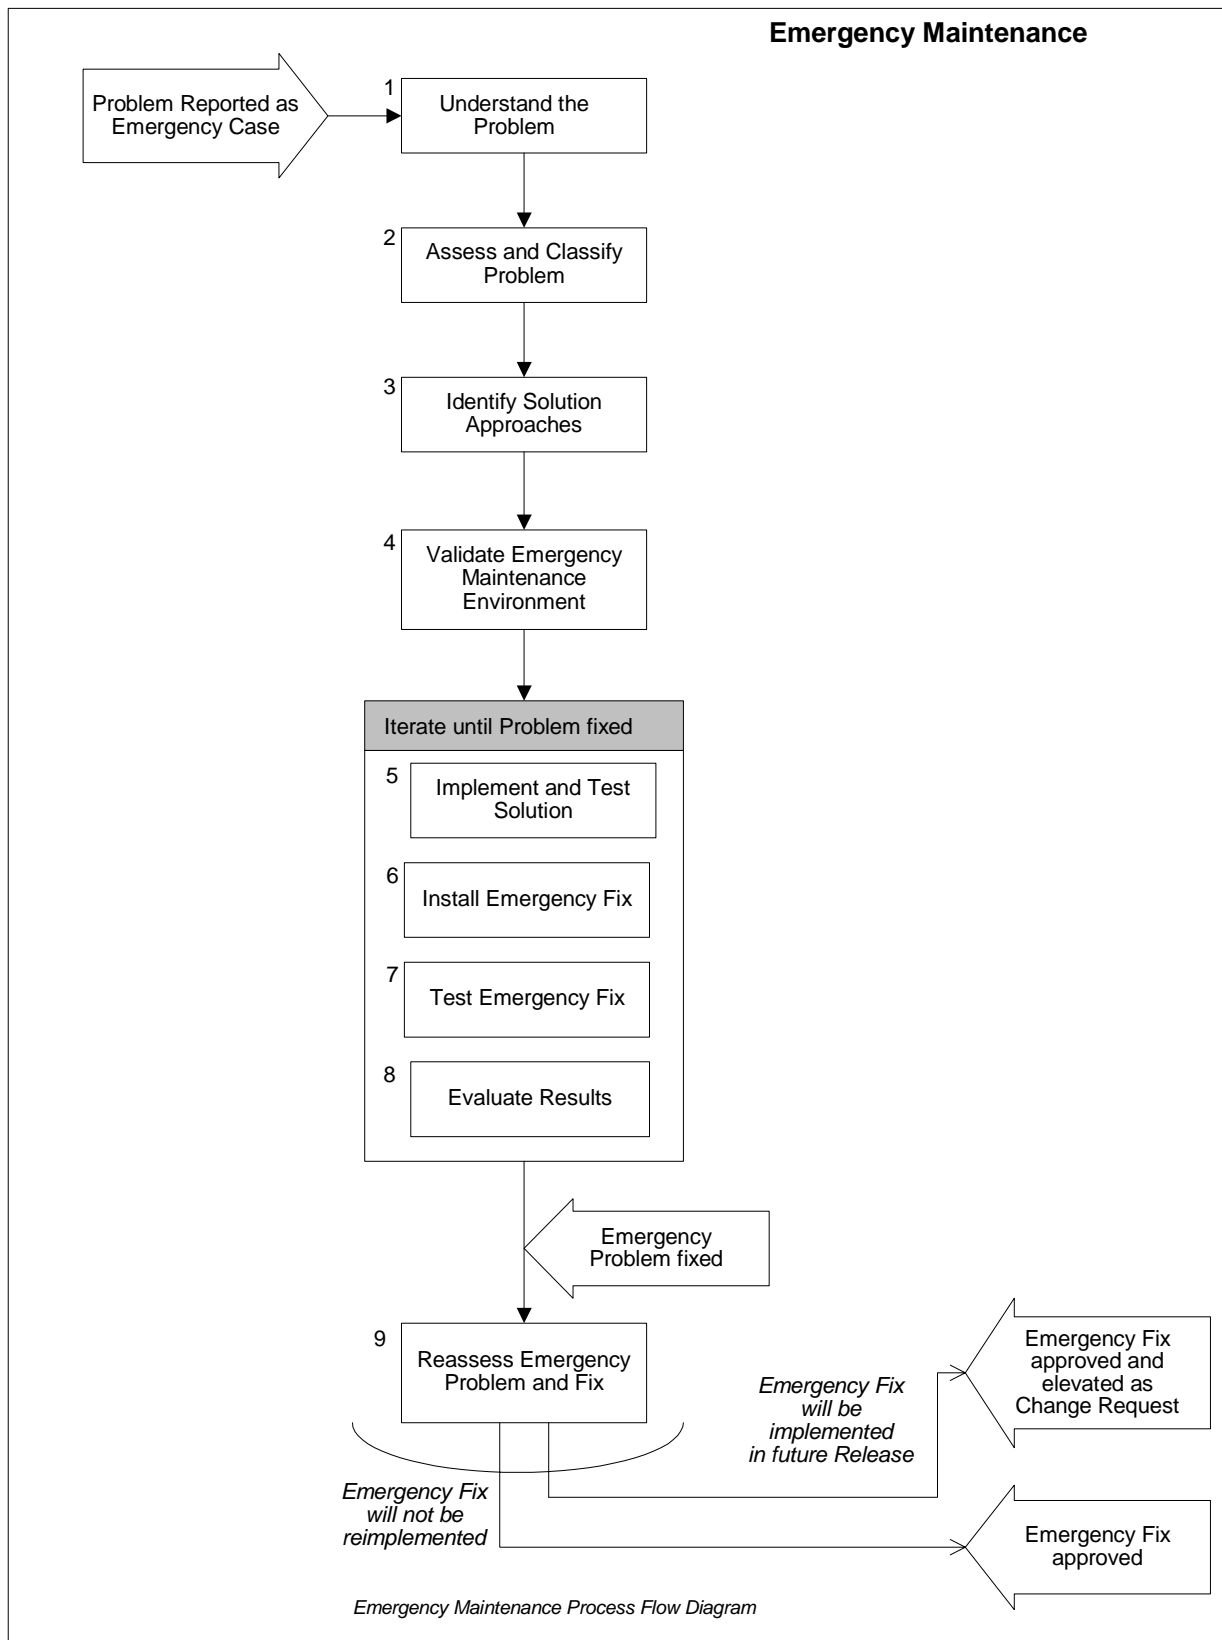 Emergency Maintenance
Problem Reported as
Emergency Case
1
Understand the
Problem
2
Assess and Classify
Problem
3
Identify Solution
Approaches
4
Validate Emergency
Maintenance
Environment
Iterate until Problem fixed
5
Implement and Test
Solution
6
Install Emergency Fix
7
Test Emergency Fix
8
Evaluate Results
Emergency
Problem fixed
9
Reassess Emergency
Problem and Fix
Emergency Fix
will be
implemented
in future Release
Emergency Fix
approved and
elevated as
Change Request
Emergency Fix
will not be
reimplemented
Emergency Fix
approved
Emergency Maintenance Process Flow Diagram